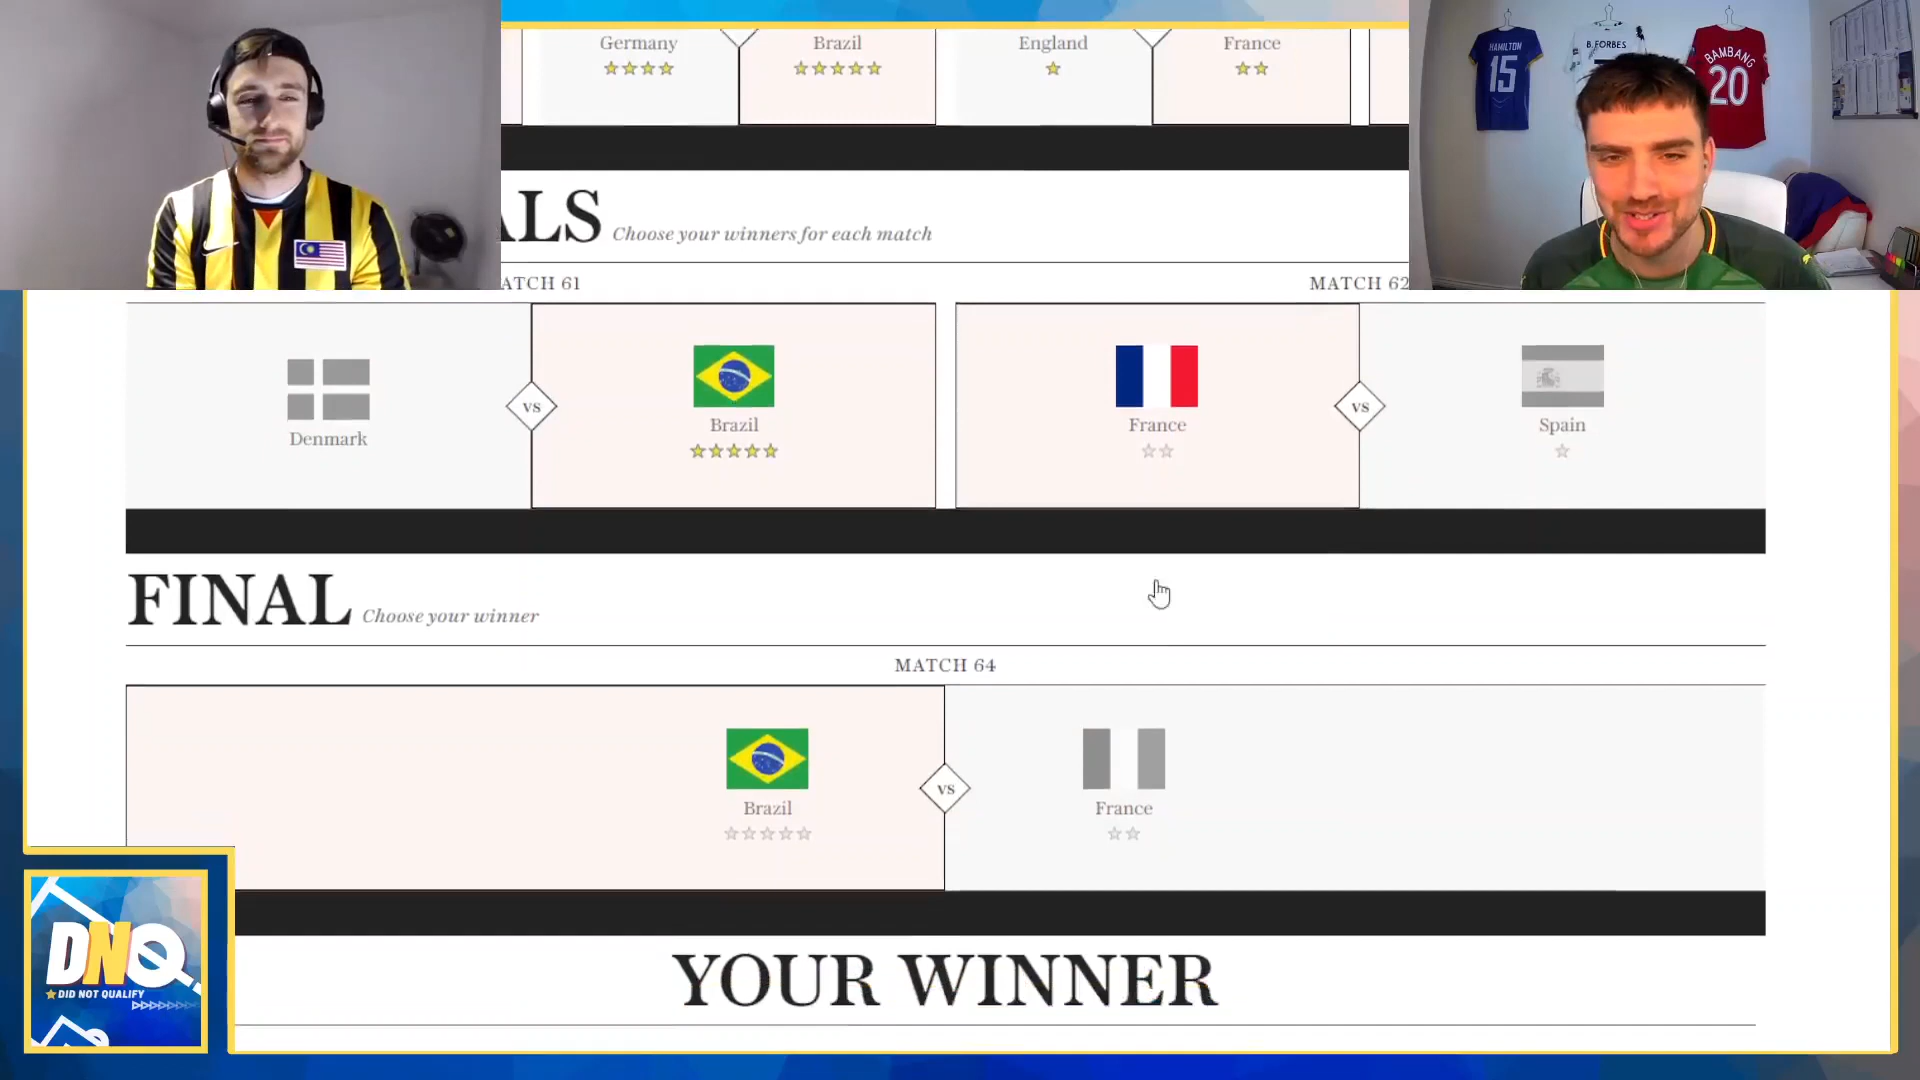 Germany
Brazil
England
France
HAMILTON
15
B. FORBES
BAMBANG
20
ALS Choose your winners for each match
ATCH 61
MATCH 62
Denmark
VS
Brazil
France
VS
Spain
FINAL Choose your winner
MATCH 64
Brazil
VS
France
DNQ
DID NOT QUALIFY
YOUR WINNER